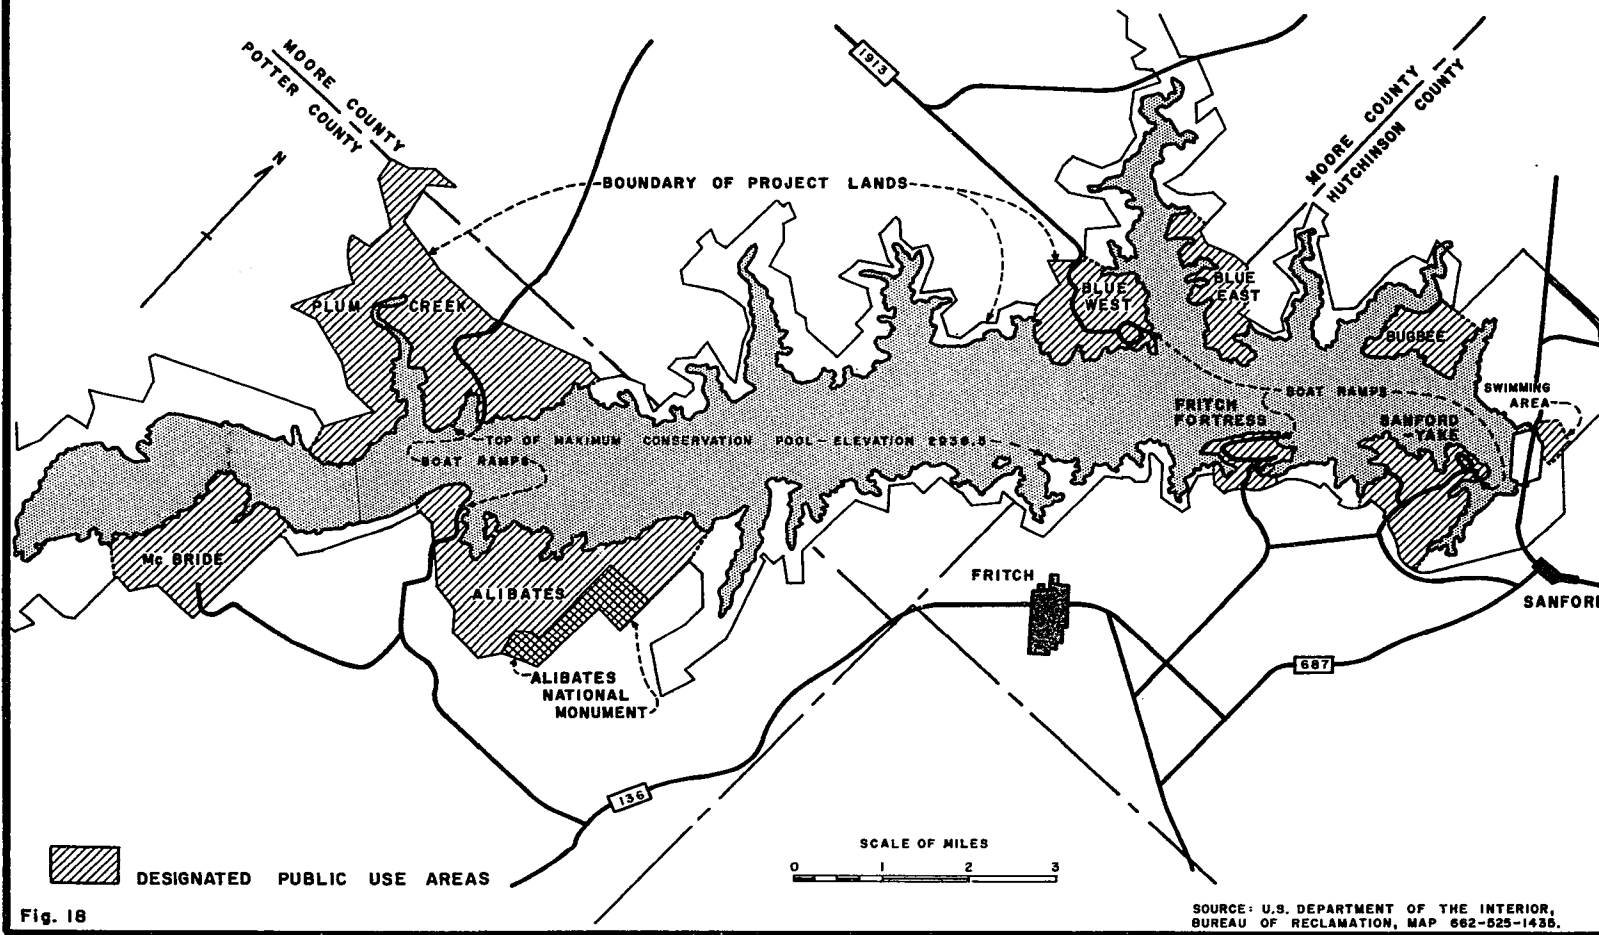 MOORE COUNTY
POTTER COUNTY
N
1913
MOORE COUNTY
HUTCHINSON COUNTY
BOUNDARY OF PROJECT LANDS
PLUM CREEK
BLUE
WEST
BLUE
EAST
BUGBEE
BOAT RAMPS
SWIMMING
AREA
FRITCH
FORTRESS
SANFORD
-YAKE
TOP OF MAXIMUM CONSERVATION POOL - ELEVATION 2936.5
BOAT RAMPS
Mc BRIDE
ALIBATES
FRITCH
SANFORD
687
ALIBATES
NATIONAL
MONUMENT
136
SCALE OF MILES
0 1 2 3
DESIGNATED PUBLIC USE AREAS
Fig. 18
SOURCE: U.S. DEPARTMENT OF THE INTERIOR,
BUREAU OF RECLAMATION, MAP 662-525-1435.